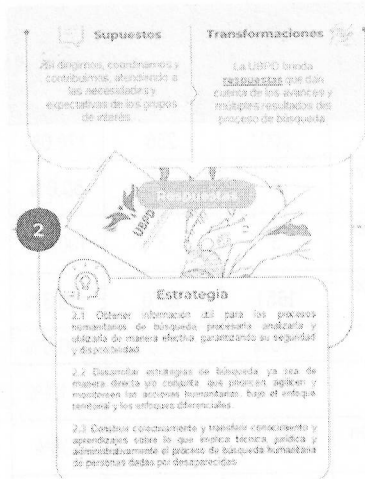 Supuestos
Al dirigirnos, coordinarnos y
contribuirnos, atendiendo a
las necesidades y
expectativas de los grupos
de interés
Transformaciones
La UBPD brinda
respuestas que dan
cuenta de los avances y
múltiples resultados del
proceso de búsqueda
Respuestas
UBPD
2
Estrategia
2.1 Obtener información útil para los procesos
humanitarios de búsqueda, procesarla, analizarla y
utilizarla de manera efectiva, garantizando su seguridad
y disponibilidad
2.2 Desarrollar estrategias de búsqueda ya sea de
manera directa y/o conjunta que prioricen, agilicen y
monitoreen las acciones humanitarias, bajo el enfoque
territorial y los enfoques diferenciales.
2.3 Construir colectivamente y transferir conocimiento y
aprendizajes sobre lo que implica técnica, jurídica y
administrativamente el proceso de búsqueda humanitaria
de personas dadas por desaparecidas